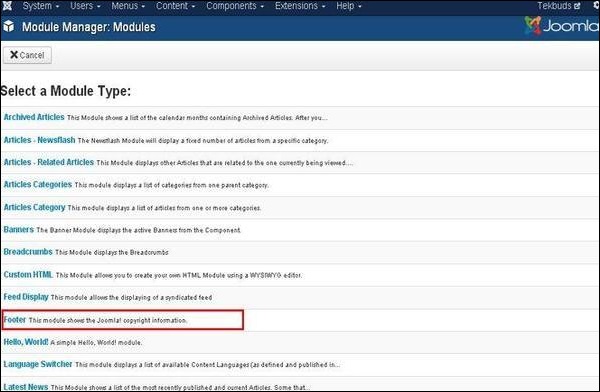 System Users Menus Content Components Extensions Help Tekbuds
Module Manager: Modules Joomla
Cancel
Select a Module Type:
Archived Articles This Module shows a list of the calendar months containing Archived Articles. After you...
Articles - Newsflash The Newsflash Module will display a fixed number of articles from a specific category.
Articles - Related Articles This Module displays other Articles that are related to the one currently being viewed....
Articles Categories This module displays a list of categories from one parent category.
Articles Category This module displays a list of articles from one or more categories.
Banners The Banner Module displays the active Banners from the Component.
Breadcrumbs This Module displays the Breadcrumbs
Custom HTML This Module allows you to create your own HTML Module using a WYSIWYG editor.
Feed Display This module allows the displaying of a syndicated feed
Footer This module shows the Joomla! copyright information.
Hello, World! A simple Hello, World! module.
Language Switcher This module displays a list of available Content Languages (as defined and published in...
Latest News This Module shows a list of the most recently published and current Articles. Some that...